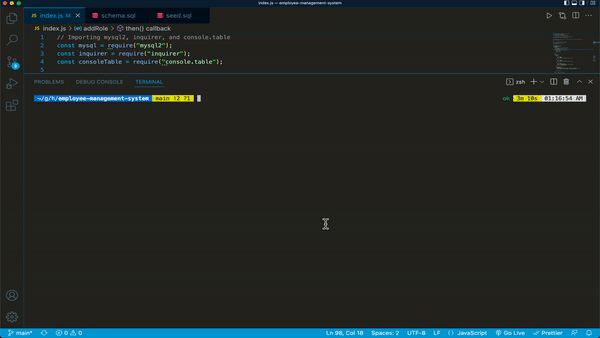 index.js — employee-management-system
JS index.js M schema.sql seed.sql
JS index.js > addRole > then() callback
1 // Importing mysql2, inquirer, and console.table
2 const mysql = require("mysql2");
3 const inquirer = require("inquirer");
4 const consoleTable = require("console.table");
5
PROBLEMS DEBUG CONSOLE TERMINAL zsh
~/g/h/employee-management-system main !2 ?1 ok 3m 10s 01:16:54 AM
main* 0 0 Ln 98, Col 18 Spaces: 2 UTF-8 LF {} JavaScript Go Live Prettier